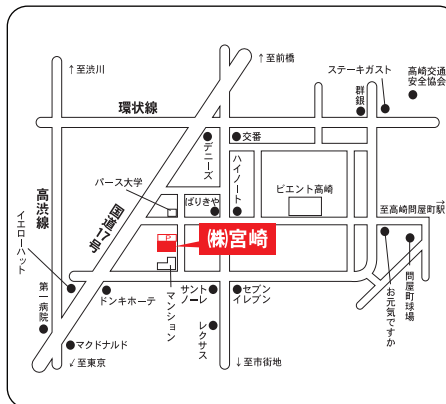 ↑至渋川
↑至前橋
ステーキガスト
高崎交通
安全協会
群銀
環状線
デニーズ
交番
ハイノート
高渋線
国道17号
パース大学
ぱりきや
ビエント高崎
→
至高崎問屋町駅
イエローハット
P
㈱宮崎
第一病院
ドンキホーテ
マンション
サント
ノーレ
セブン
イレブン
レクサス
お元気ですか
問屋町球場
マクドナルド
↙至東京
↓至市街地